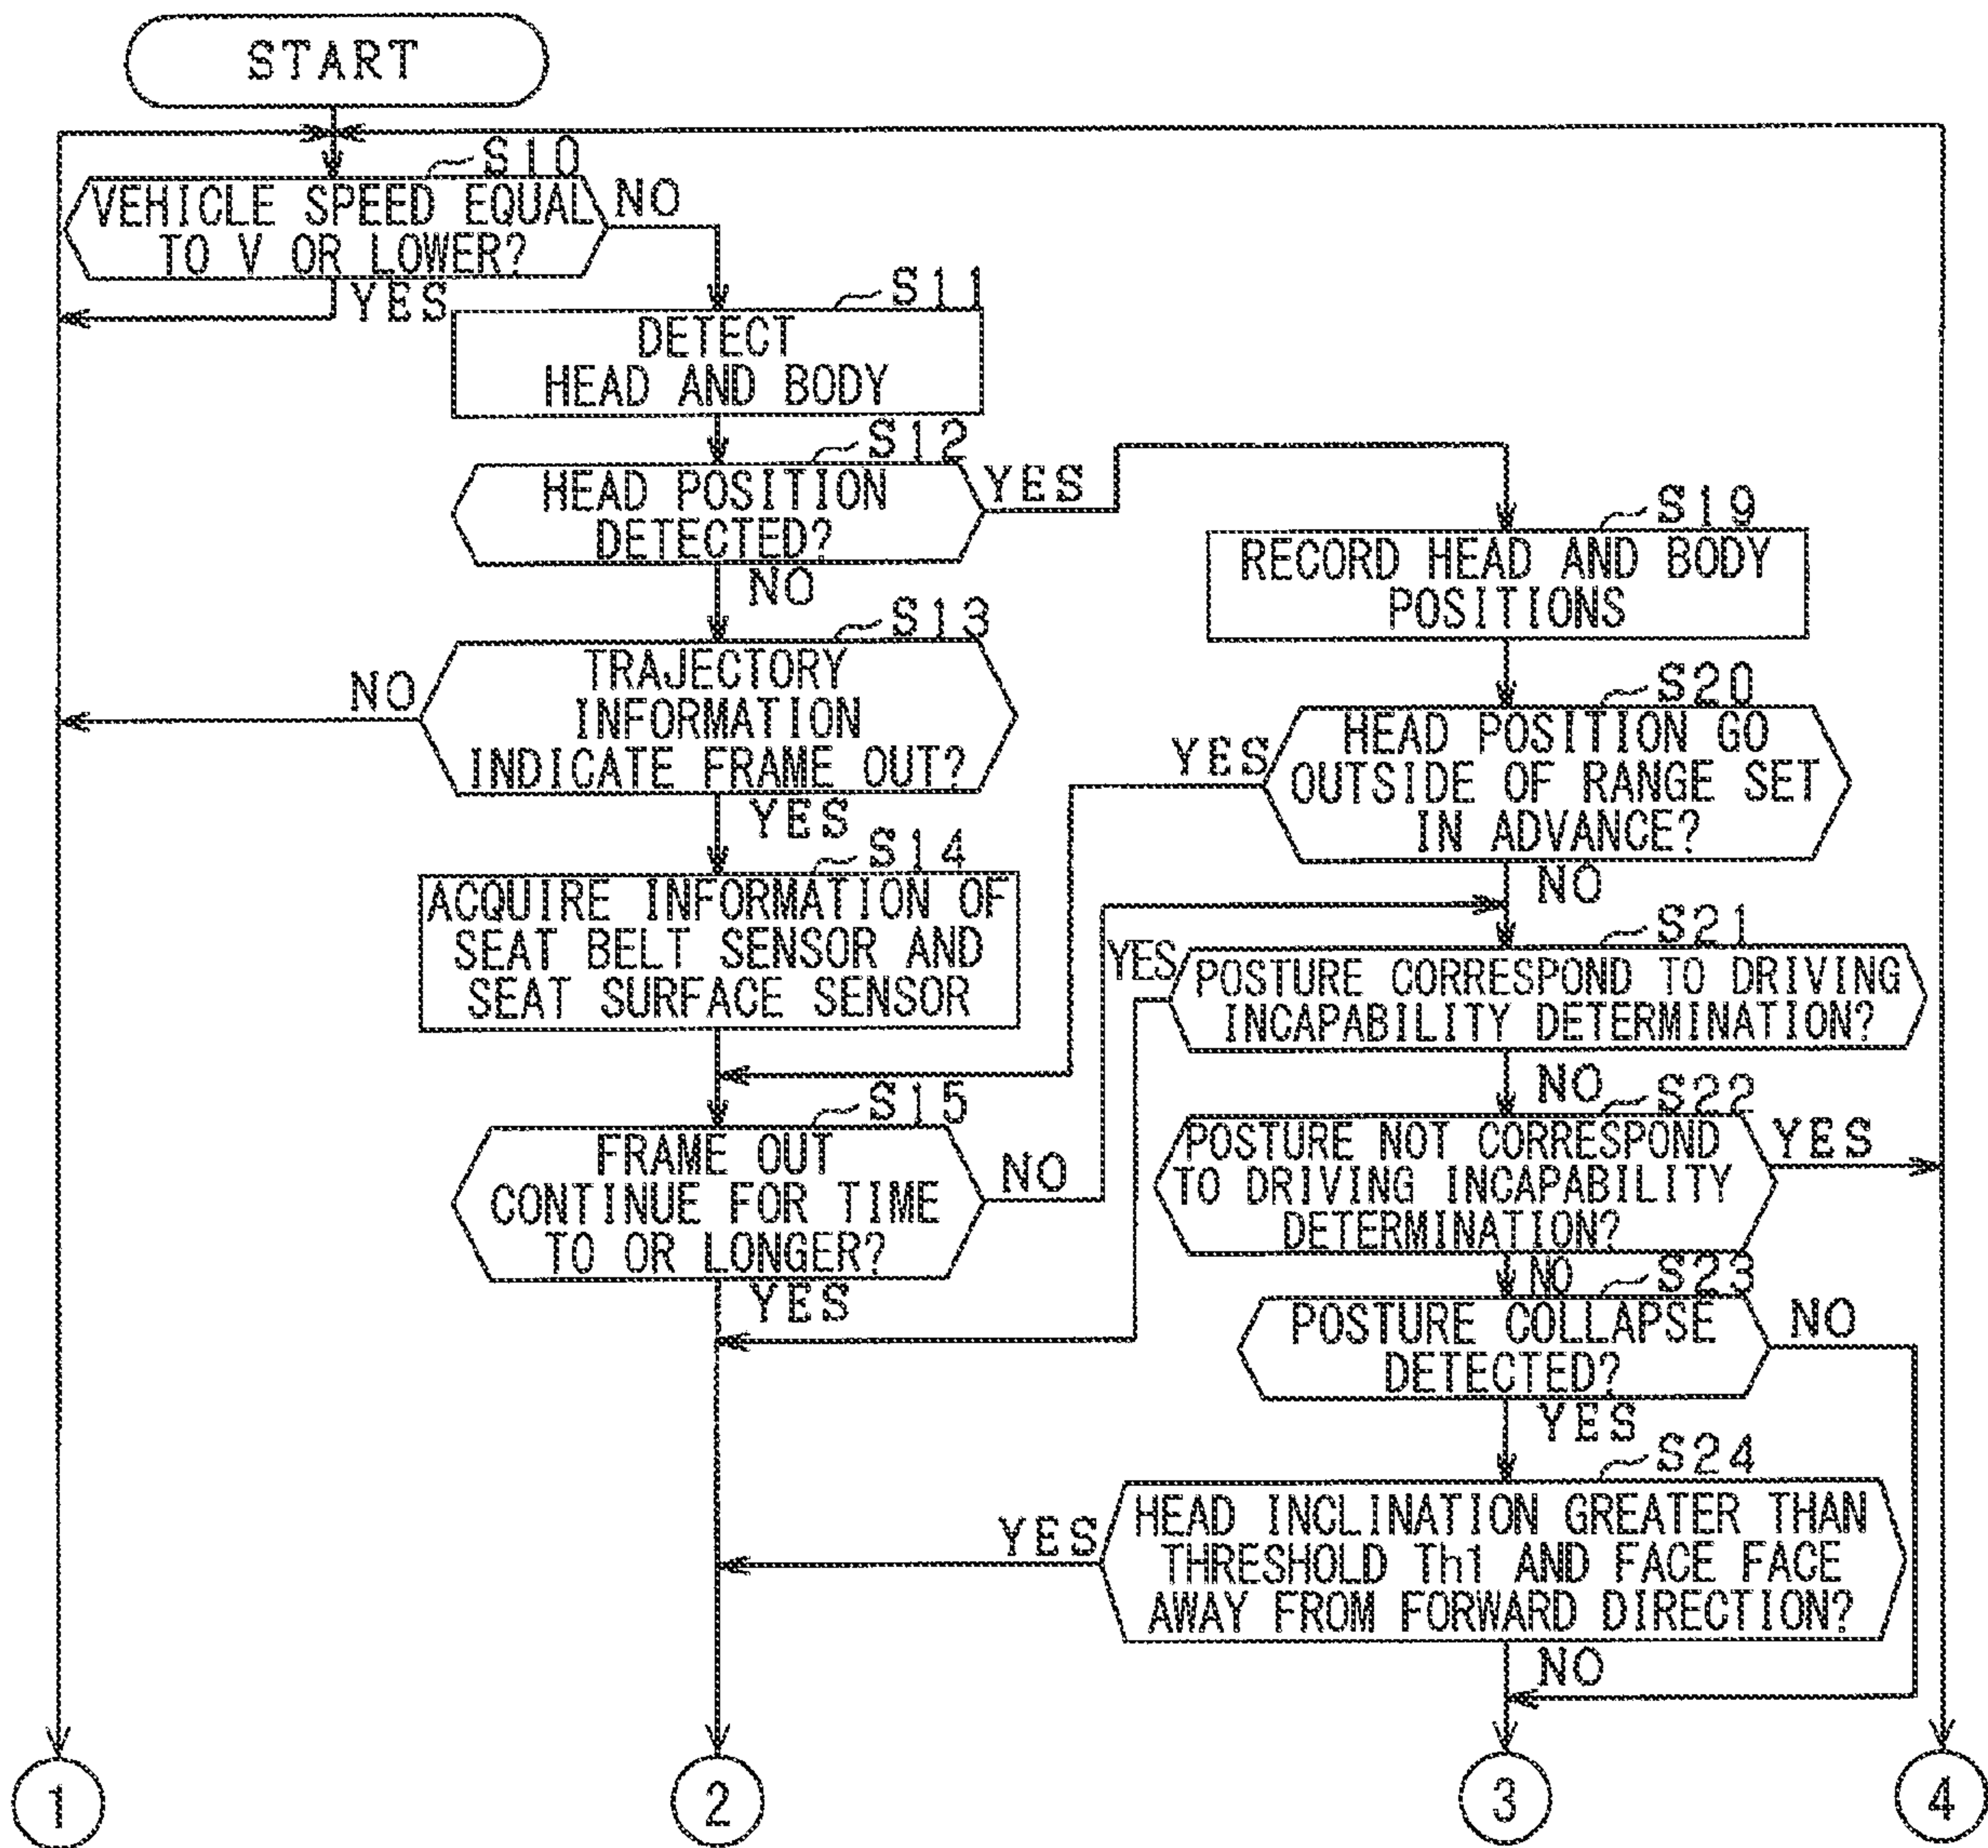 START
S10
VEHICLE SPEED EQUAL
TO V OR LOWER?
NO
YES
S11
DETECT
HEAD AND BODY
S12
HEAD POSITION
DETECTED?
YES
NO
S13
TRAJECTORY
INFORMATION
INDICATE FRAME OUT?
NO
YES
S14
ACQUIRE INFORMATION OF
SEAT BELT SENSOR AND
SEAT SURFACE SENSOR
S15
FRAME OUT
CONTINUE FOR TIME
TO OR LONGER?
NO
YES
S19
RECORD HEAD AND BODY
POSITIONS
S20
HEAD POSITION GO
OUTSIDE OF RANGE SET
IN ADVANCE?
YES
NO
S21
POSTURE CORRESPOND TO DRIVING
INCAPABILITY DETERMINATION?
YES
NO
S22
POSTURE NOT CORRESPOND
TO DRIVING INCAPABILITY
DETERMINATION?
YES
NO
S23
POSTURE COLLAPSE
DETECTED?
NO
YES
S24
HEAD INCLINATION GREATER THAN
THRESHOLD Th1 AND FACE FACE
AWAY FROM FORWARD DIRECTION?
YES
NO
1
2
3
4